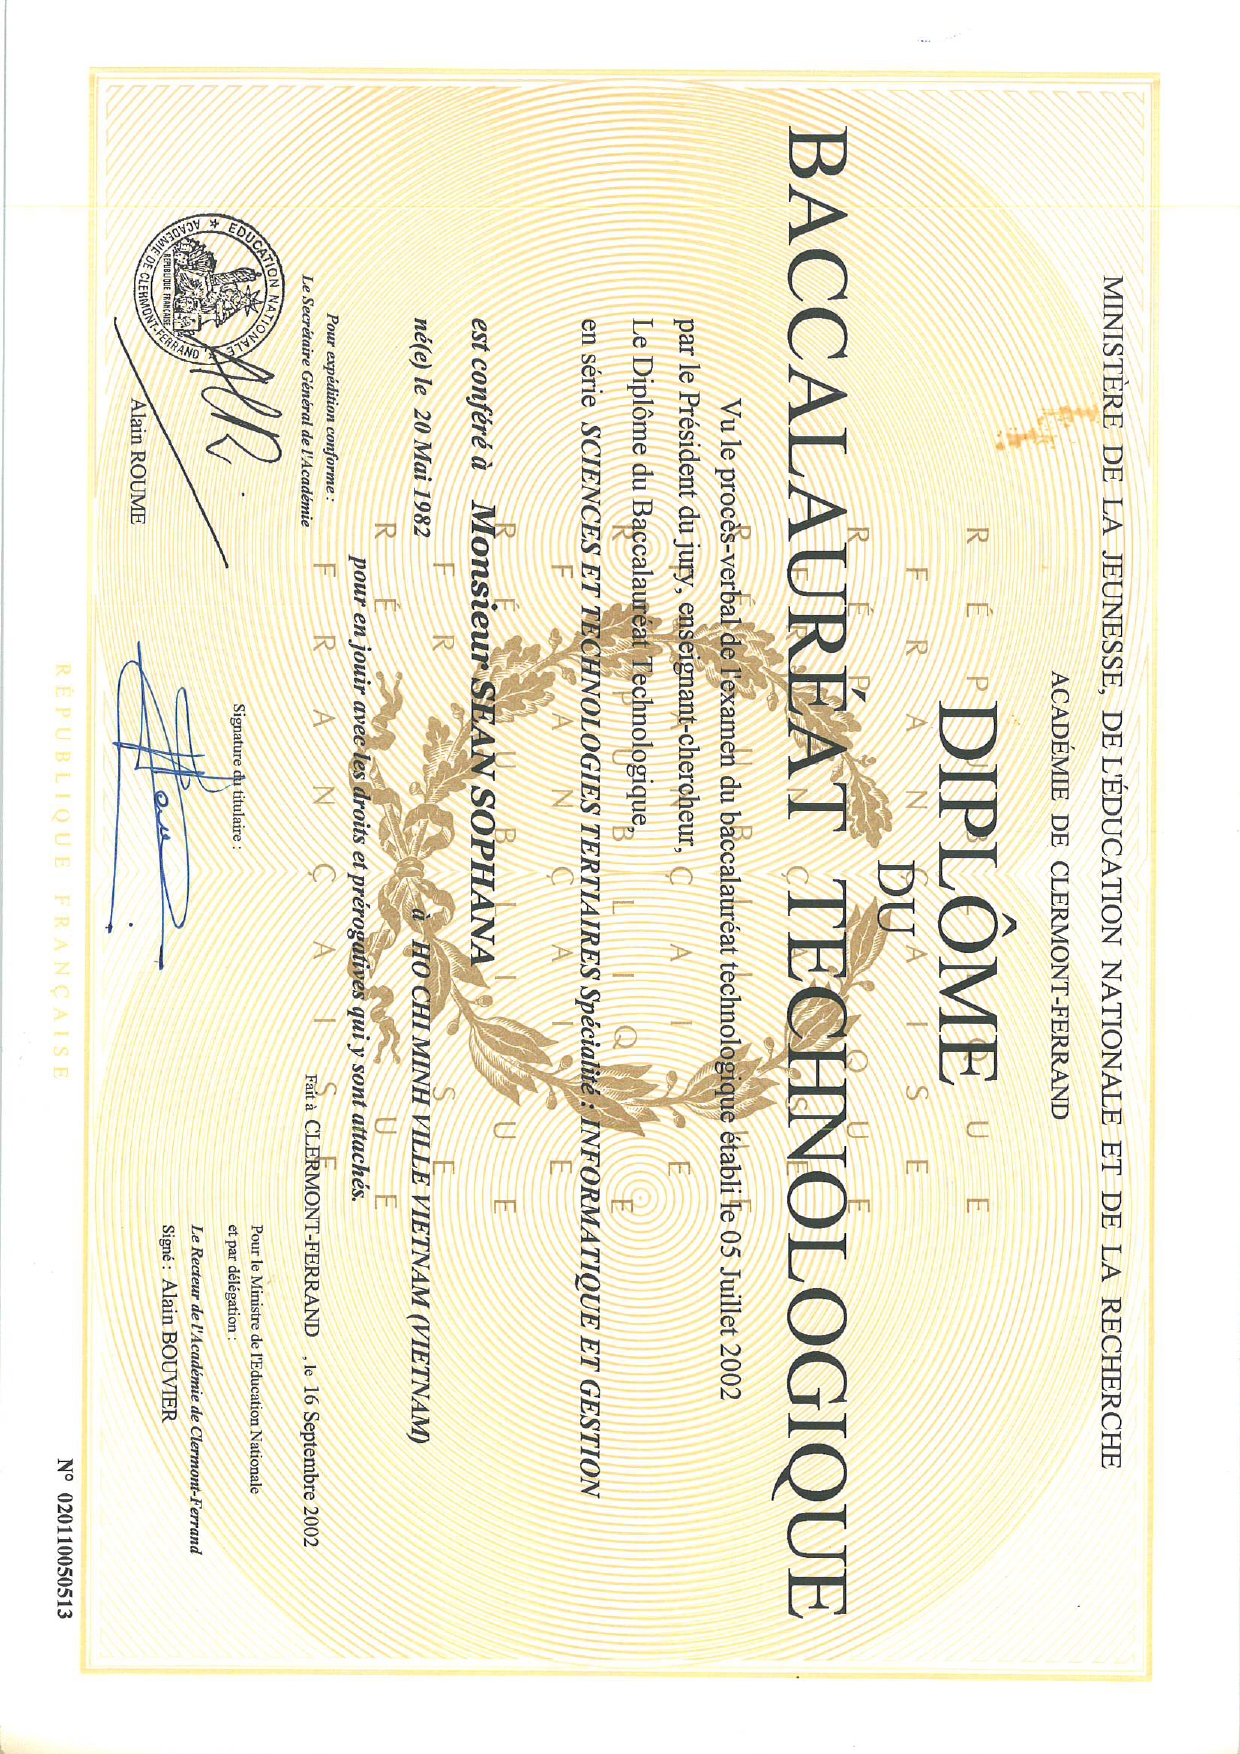 MINISTÈRE DE LA JEUNESSE, DE L'ÉDUCATION NATIONALE ET DE LA RECHERCHE
ACADÉMIE DE CLERMONT-FERRAND
DIPLÔME
DU
BACCALAURÉAT TECHNOLOGIQUE
Vu le procès-verbal de l'examen du baccalauréat technologique établi le 05 Juillet 2002
par le Président du jury, enseignant-chercheur,
Le Diplôme du Baccalauréat Technologique,
en série SCIENCES ET TECHNOLOGIES TERTIAIRES Spécialité : INFORMATIQUE ET GESTION
est conféré à Monsieur SEAN SOPHANA
né(e) le 20 Mai 1982 à HO CHI MINH VILLE VIETNAM (VIETNAM)
pour en jouir avec les droits et prérogatives qui y sont attachés.
Pour expédition conforme :
Le Secrétaire Général de l'Académie
Fait à CLERMONT-FERRAND , le 16 Septembre 2002
EDUCATION NATIONALE
REPUBLIQUE FRANCAISE
ACADEMIE DE CLERMONT-FERRAND
Alain ROUME
Signature du titulaire :
Pour le Ministre de l'Education Nationale
et par délégation :
Le Recteur de l'Académie de Clermont-Ferrand
Signé : Alain BOUVIER
RÉPUBLIQUE FRANÇAISE
N° 020110050513